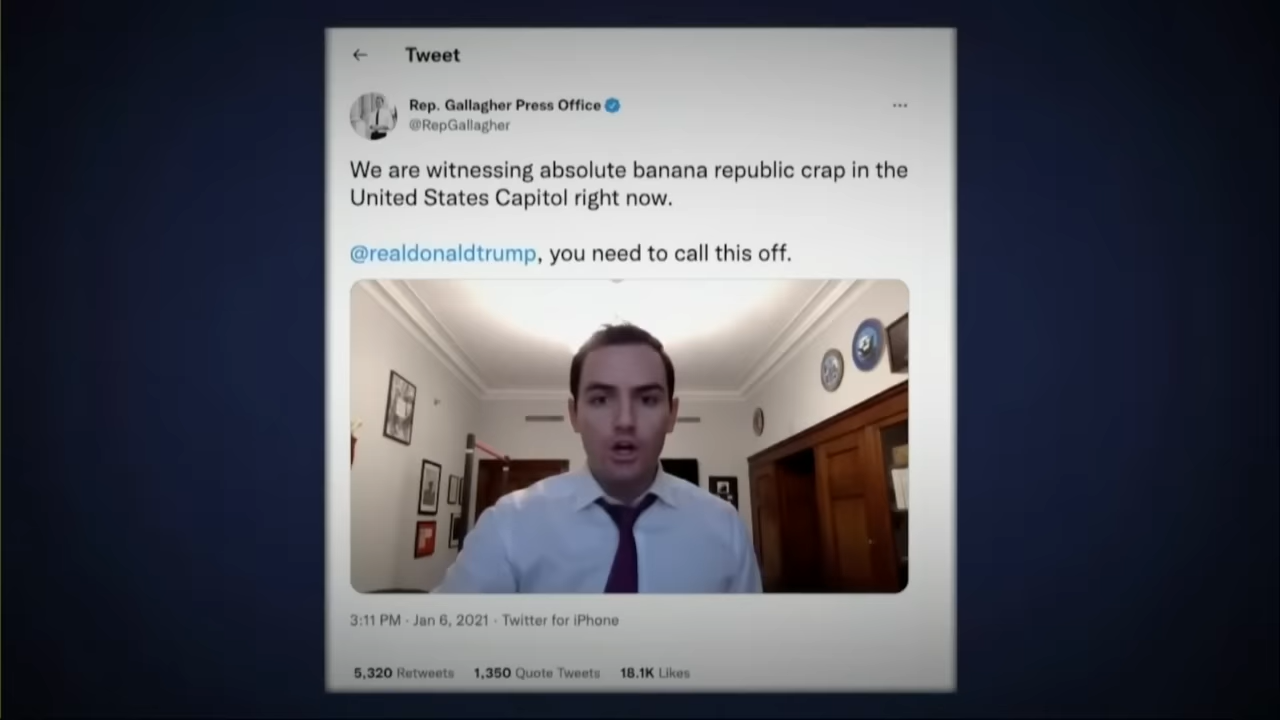 ← Tweet
Rep. Gallagher Press Office
@RepGallagher
We are witnessing absolute banana republic crap in the
United States Capitol right now.
@realdonaldtrump, you need to call this off.
3:11 PM · Jan 6, 2021 · Twitter for iPhone
5,320 Retweets 1,350 Quote Tweets 18.1K Likes